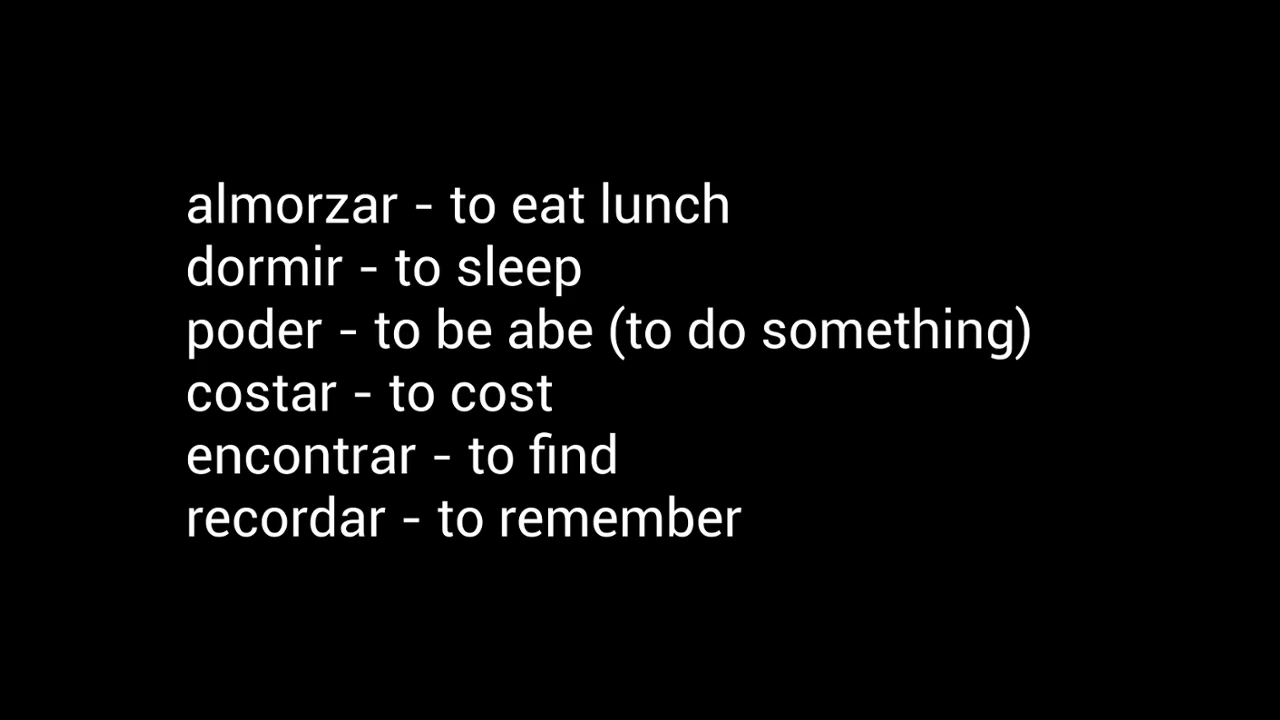 almorzar - to eat lunch
dormir - to sleep
poder - to be abe (to do something)
costar - to cost
encontrar - to find
recordar - to remember